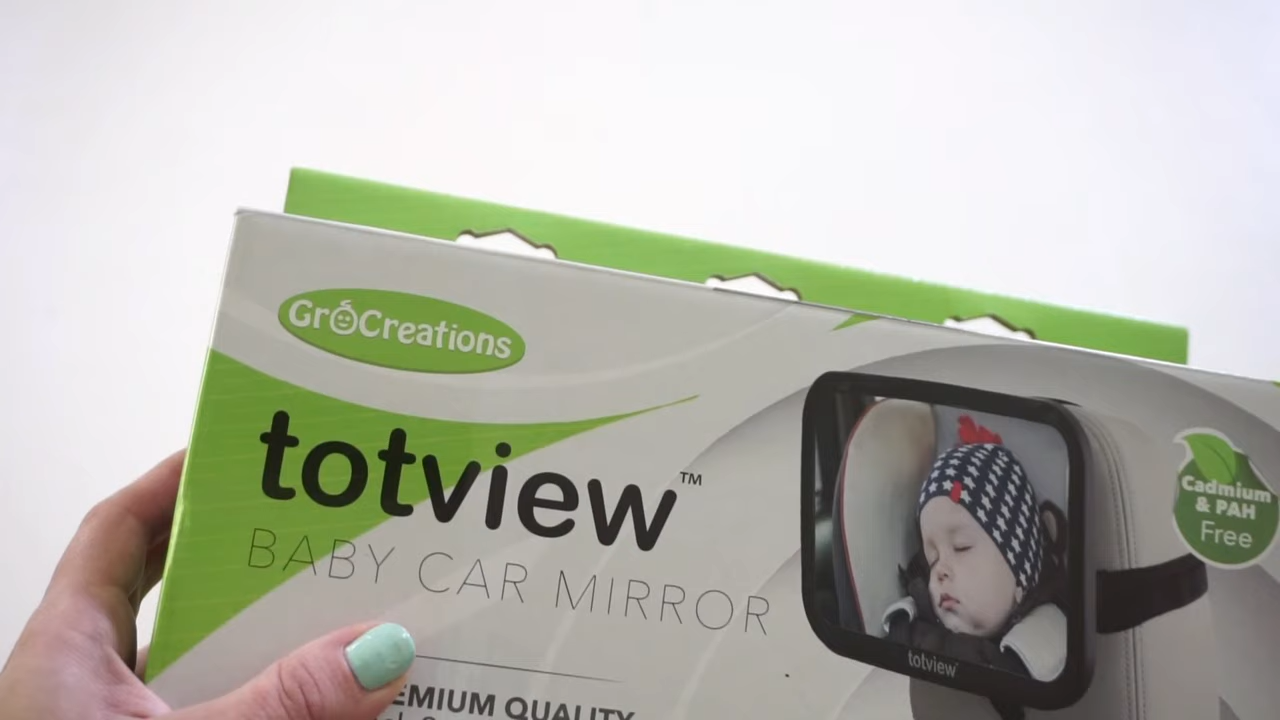 GroCreations
totview™
BABY CAR MIRROR
EMIUM QUALITY
totview
Cadmium
& PAH
Free